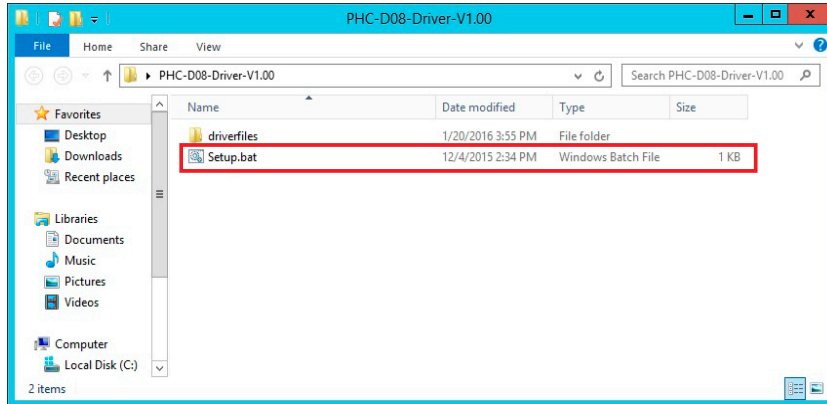 PHC-D08-Driver-V1.00
File Home Share View
PHC-D08-Driver-V1.00 Search PHC-D08-Driver-V1.00
Name Date modified Type Size
Favorites
Desktop
Downloads
Recent places
Libraries
Documents
Music
Pictures
Videos
Computer
Local Disk (C:)
driverfiles 1/20/2016 3:55 PM File folder
Setup.bat 12/4/2015 2:34 PM Windows Batch File 1 KB
2 items